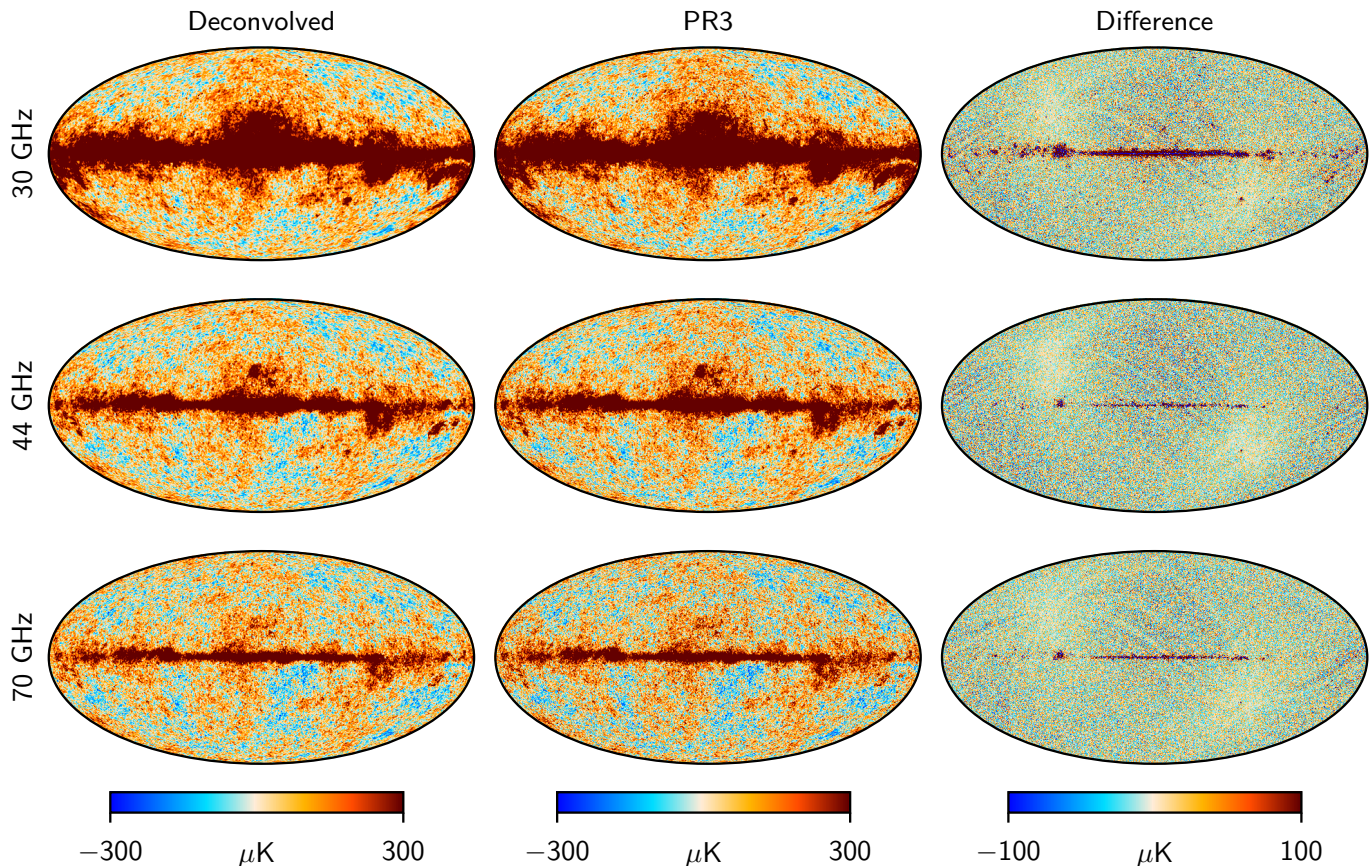 Deconvolved PR3 Difference
30 GHz
44 GHz
70 GHz
−300 μK 300 −300 μK 300 −100 μK 100